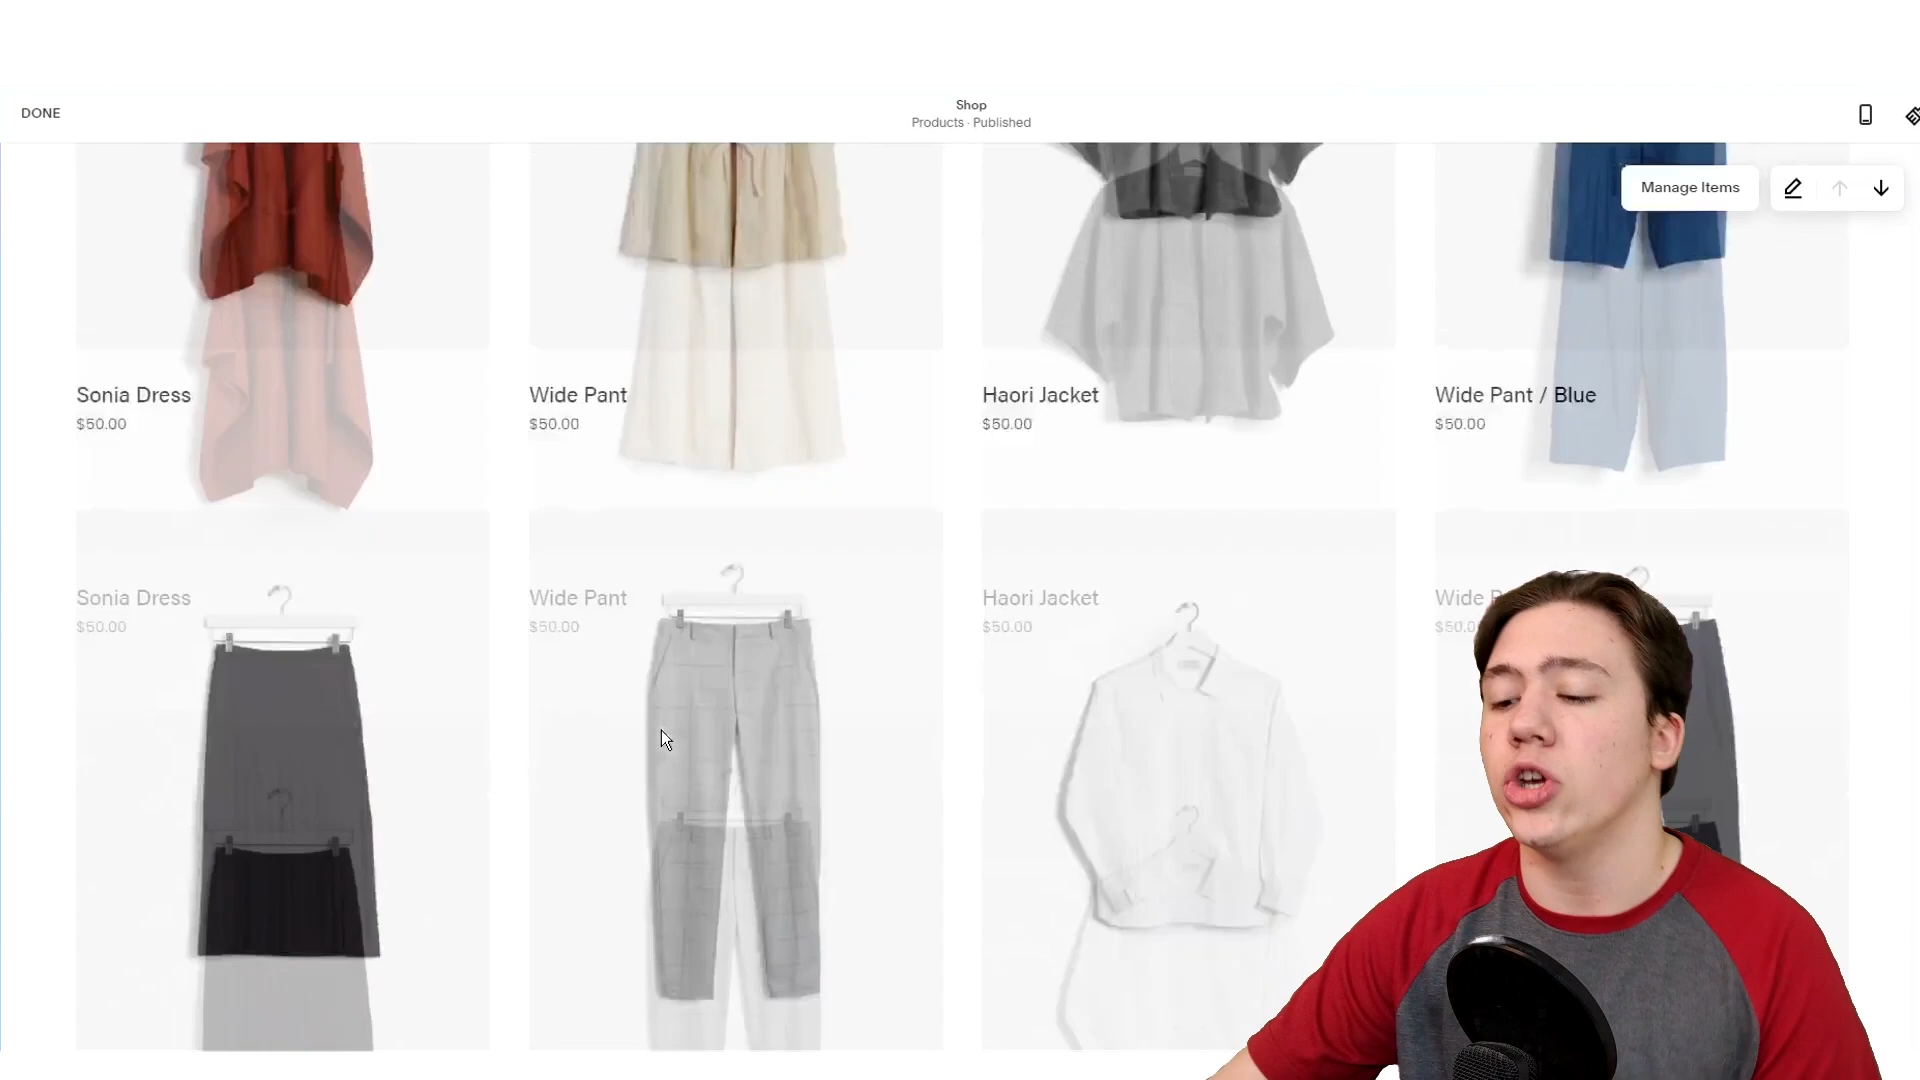 DONE
Shop
Products · Published
Manage Items
Sonia Dress
$50.00
Wide Pant
$50.00
Haori Jacket
$50.00
Wide Pant / Blue
$50.00
Sonia Dress
$50.00
Wide Pant
$50.00
Haori Jacket
$50.00
Wide